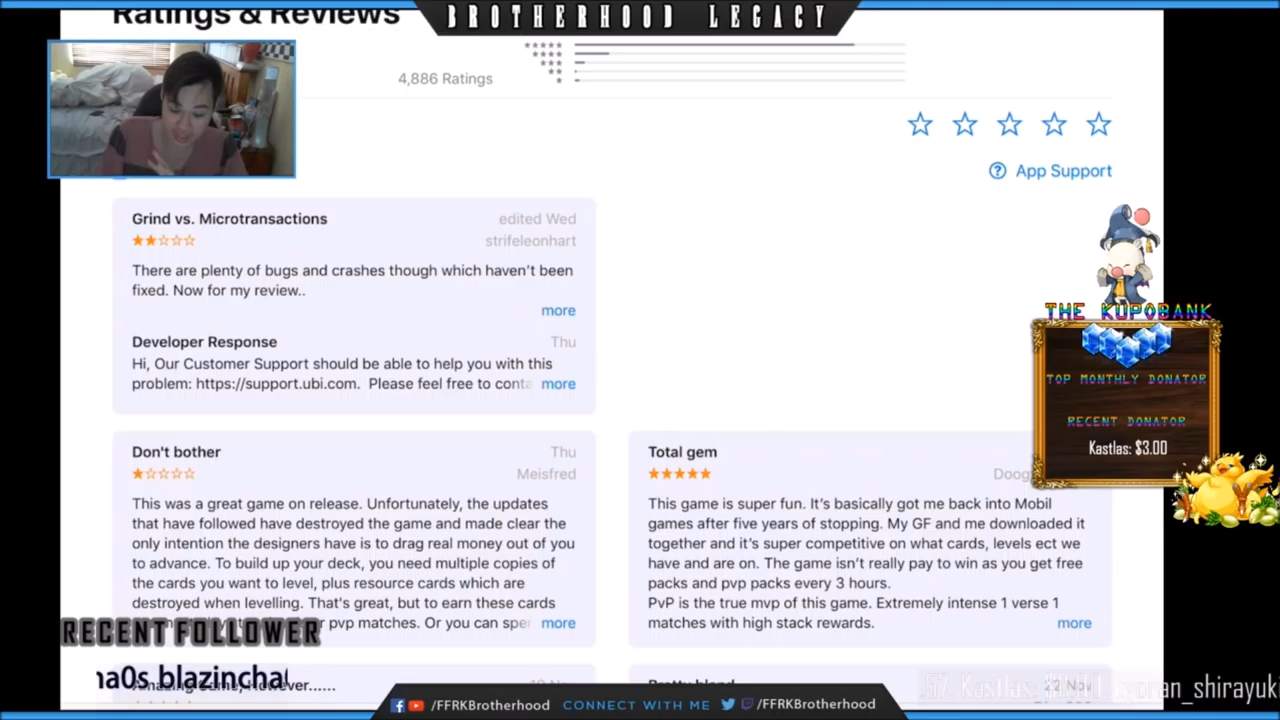 Ratings & Reviews
BROTHERHOOD LEGACY
4,886 Ratings
App Support
Grind vs. Microtransactions
edited Wed
strifeleonhart
There are plenty of bugs and crashes though which haven't been
fixed. Now for my review..
more
Developer Response
Thu
Hi, Our Customer Support should be able to help you with this
problem: https://support.ubi.com. Please feel free to conta
more
Don't bother
Thu
Meisfred
This was a great game on release. Unfortunately, the updates
that have followed have destroyed the game and made clear the
only intention the designers have is to drag real money out of you
to advance. To build up your deck, you need multiple copies of
the cards you want to level, plus resource cards which are
destroyed when levelling. That's great, but to earn these cards
r pvp matches. Or you can spe
more
Total gem
Doog
This game is super fun. It's basically got me back into Mobil
games after five years of stopping. My GF and me downloaded it
together and it's super competitive on what cards, levels ect we
have and are on. The game isn't really pay to win as you get free
packs and pvp packs every 3 hours.
PvP is the true mvp of this game. Extremely intense 1 verse 1
matches with high stack rewards.
more
THE KUPOBANK
TOP MONTHLY DONATOR
RECENT DONATOR
Kastlas: $3.00
RECENT FOLLOWER
a0s blazincha
22 Nov
Kastlas:
an_shirayuki
/FFRKBrotherhood
CONNECT WITH ME
/FFRKBrotherhood